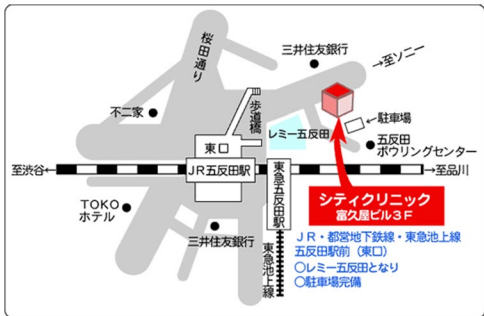 桜田通り
三井住友銀行
→至ソニー
不二家
歩道橋
←駐車場
東口
レミー五反田
五反田
ボウリングセンター
至渋谷←
JR五反田駅
東急五反田駅
→至品川
シティクリニック
富久屋ビル3F
TOKO
ホテル
三井住友銀行
東急池上線
JR・都営地下鉄線・東急池上線
五反田駅前(東口)
○レミー五反田となり
○駐車場完備